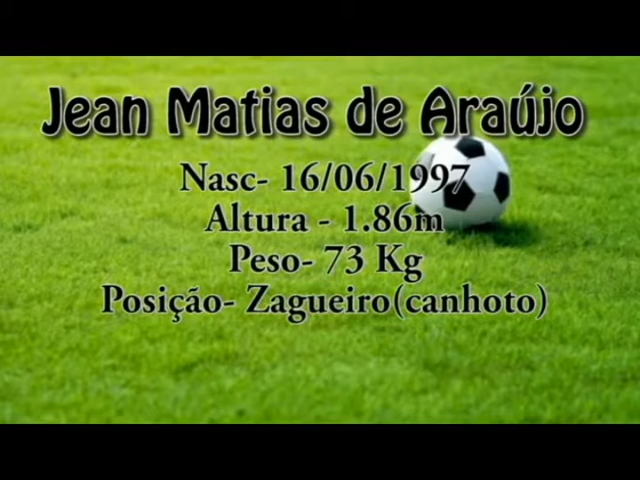 Jean Matias de Araújo
Nasc- 16/06/1997
Altura - 1.86m
Peso- 73 Kg
Posição- Zagueiro(canhoto)